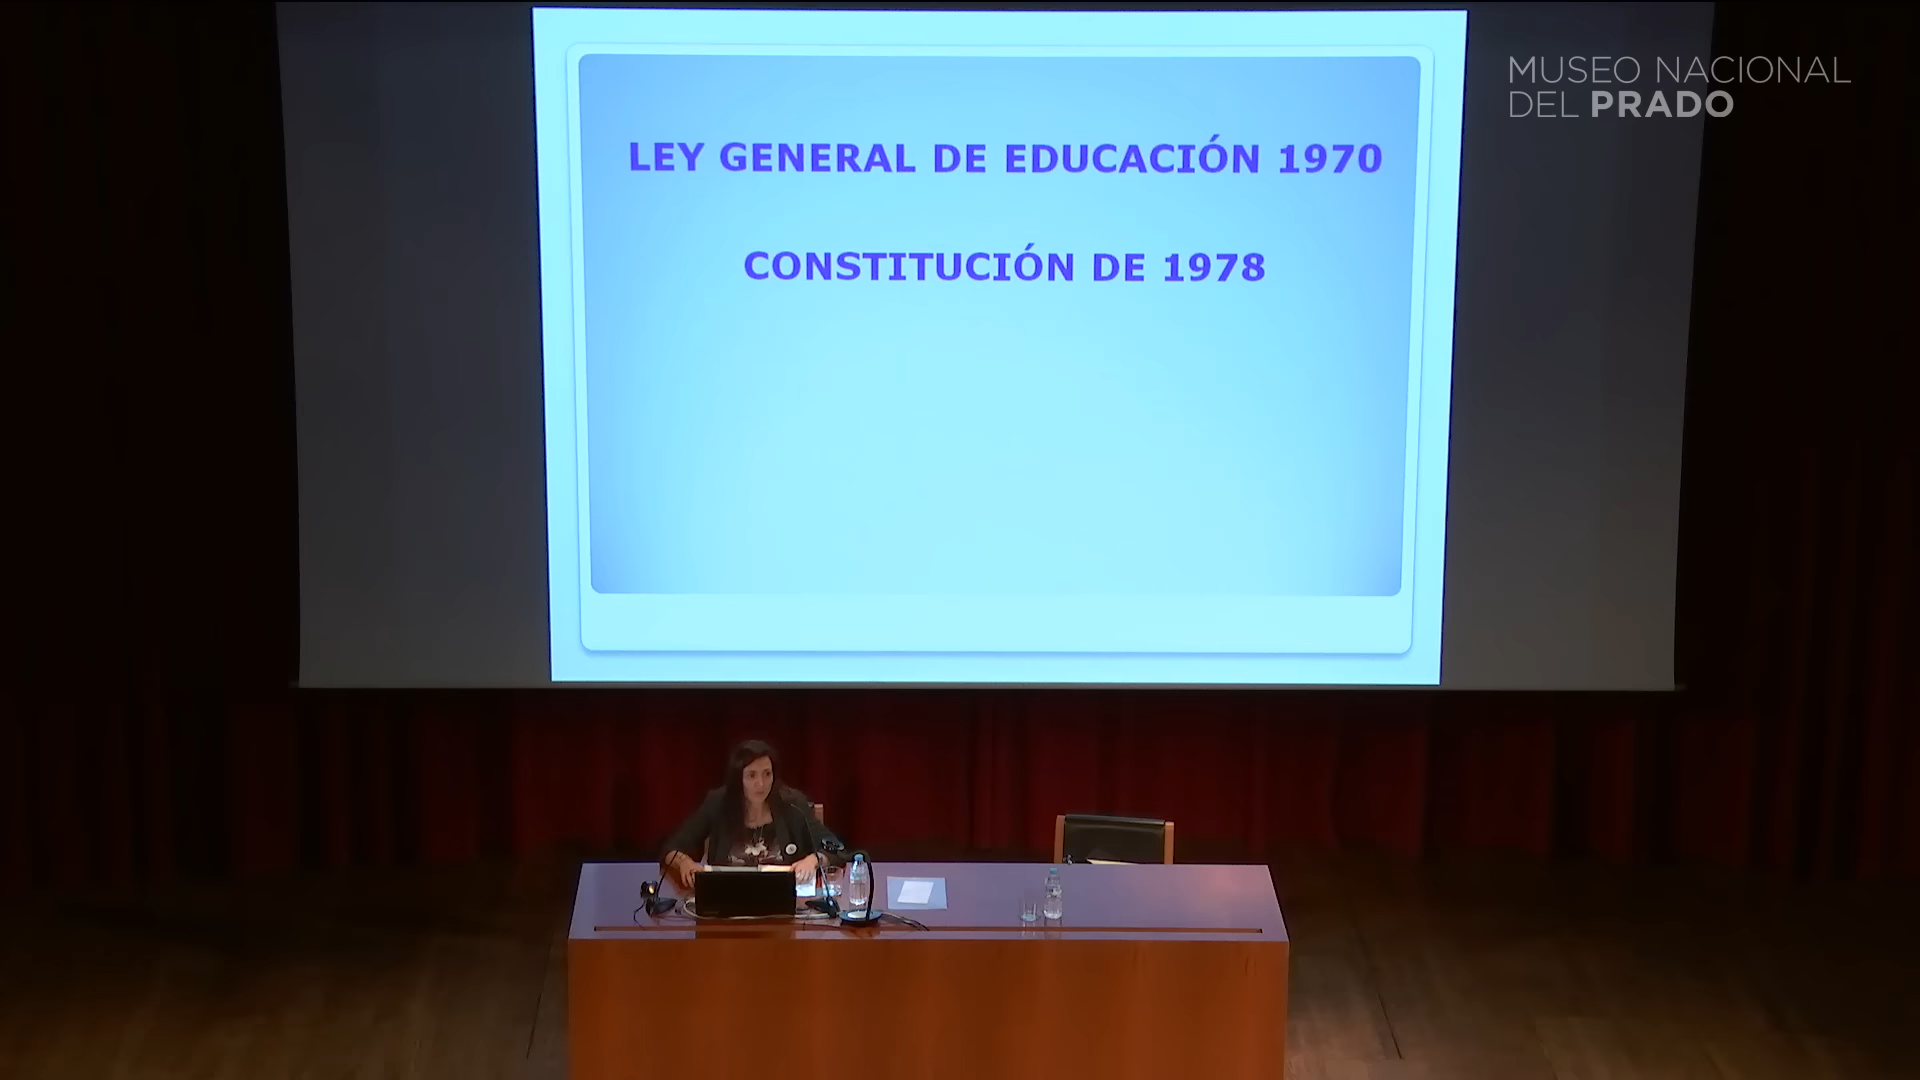 MUSEO NACIONAL
DEL PRADO
LEY GENERAL DE EDUCACIÓN 1970
CONSTITUCIÓN DE 1978